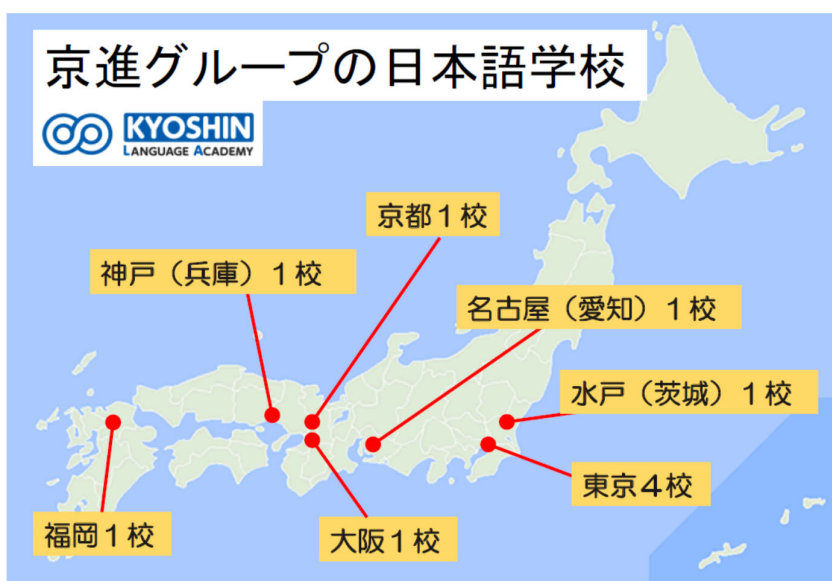 京進グループの日本語学校
KYOSHIN
LANGUAGE ACADEMY
京都１校
神戸（兵庫）１校
名古屋（愛知）１校
水戸（茨城）１校
東京４校
福岡１校
大阪１校